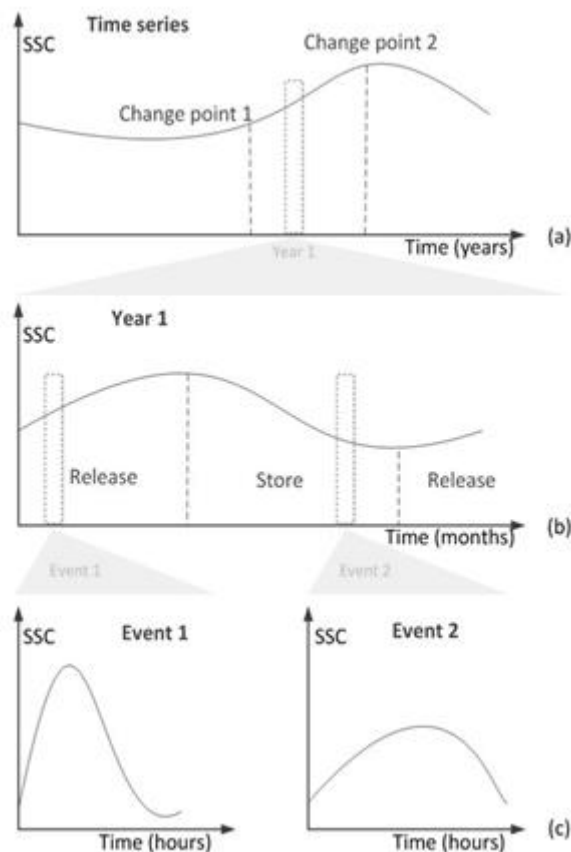 Time series
SSC
Change point 2
Change point 1
Time (years)
(a)
Year 1
Year 1
SSC
Release
Store
Release
Time (months)
(b)
Event 1
Event 2
Event 1
SSC
Event 2
SSC
Time (hours)
Time (hours)
(c)